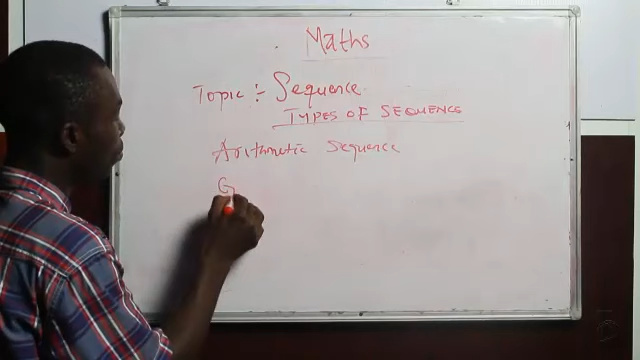 Maths
Topic :- Sequence
TYPES OF SEQUENCE
Arithmetic Sequence
G